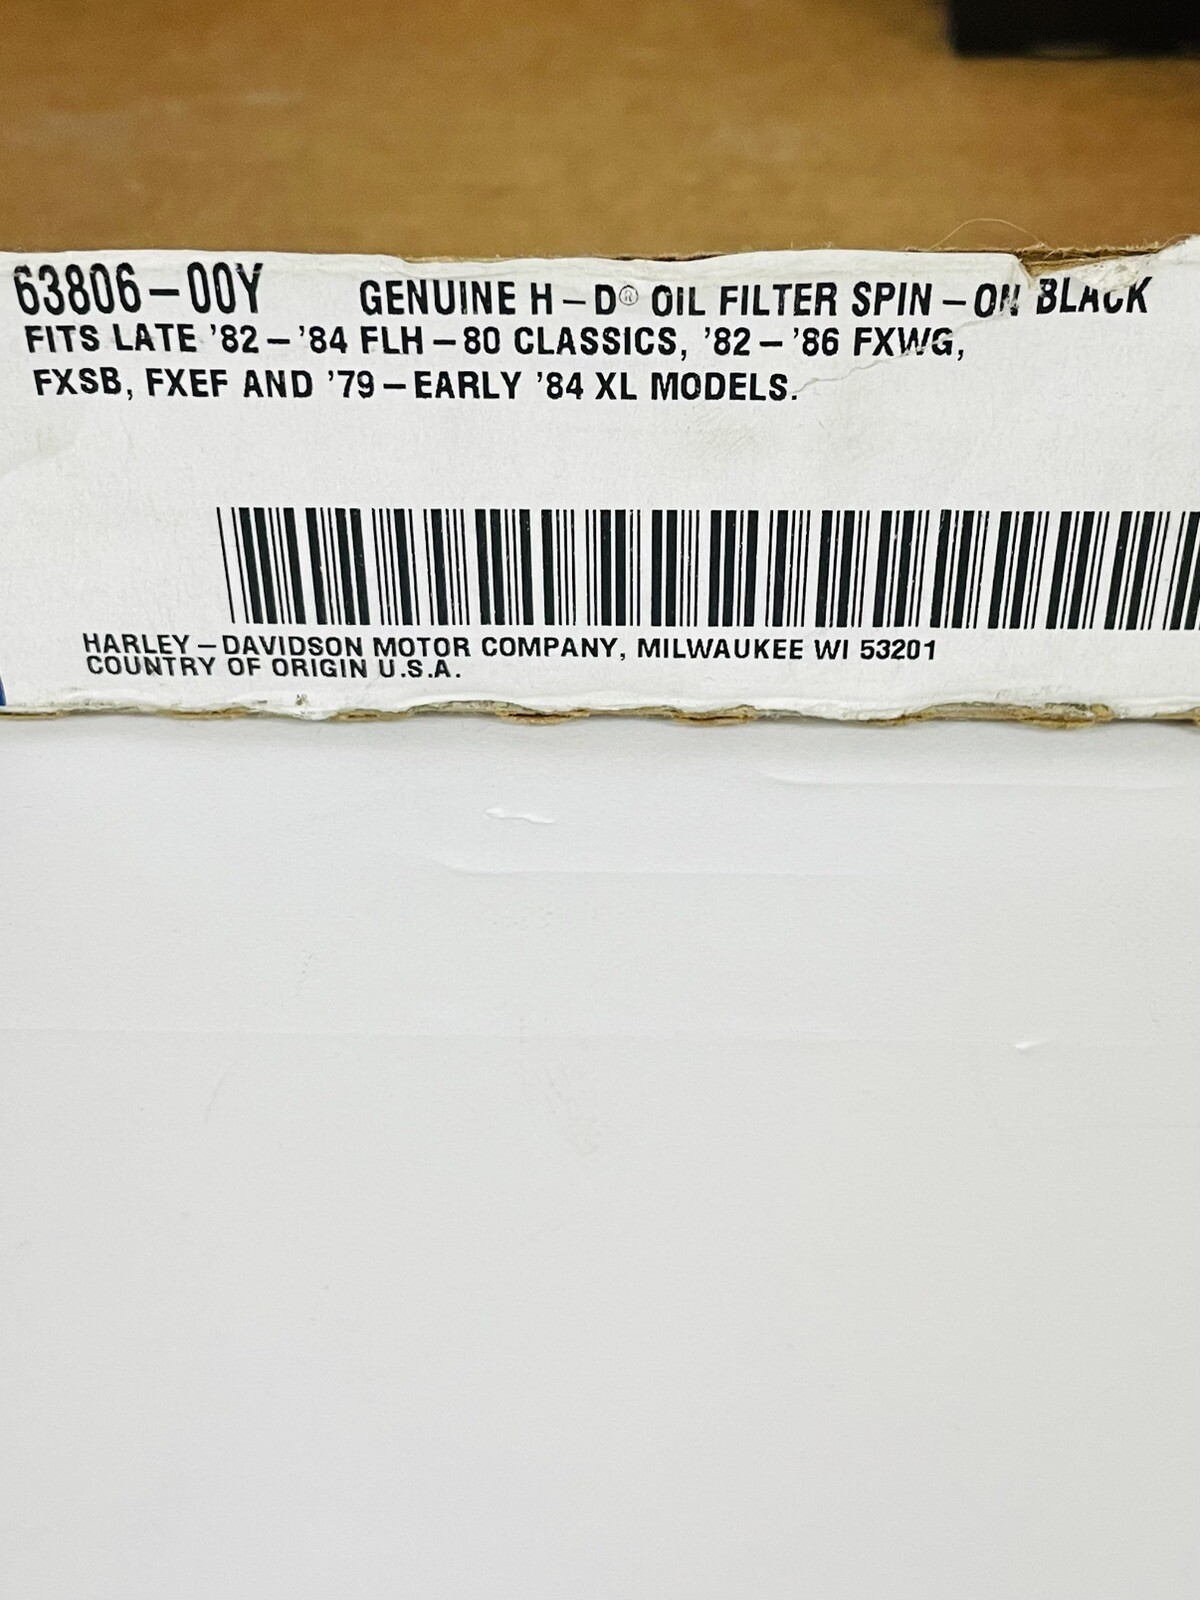 63806-00Y GENUINE H-D® OIL FILTER SPIN-ON BLACK
FITS LATE '82-'84 FLH-80 CLASSICS, '82-'86 FXWG,
FXSB, FXEF AND '79-EARLY '84 XL MODELS.
HARLEY-DAVIDSON MOTOR COMPANY, MILWAUKEE WI 53201
COUNTRY OF ORIGIN U.S.A.